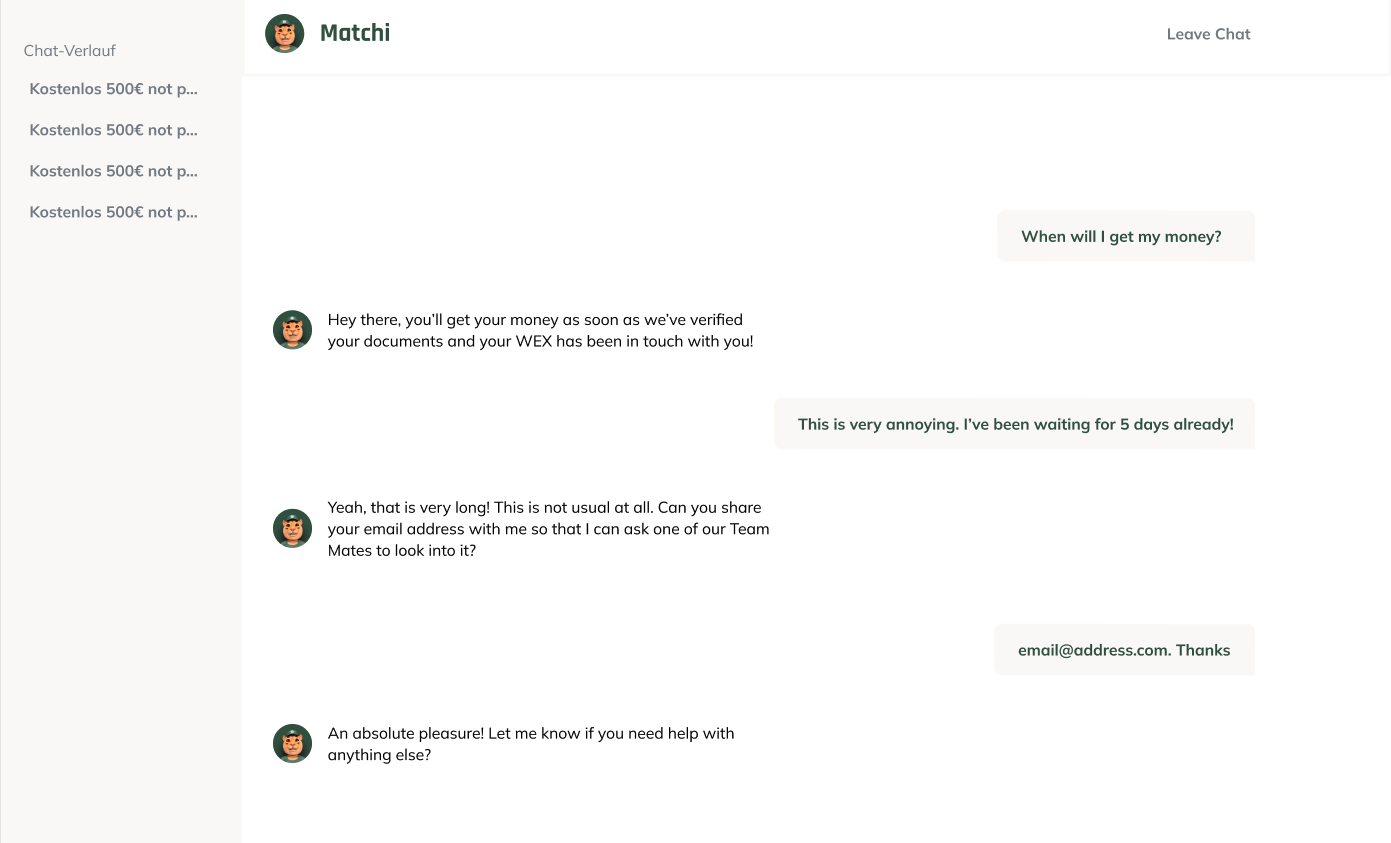 Chat-Verlauf
Kostenlos 500€ not p...
Kostenlos 500€ not p...
Kostenlos 500€ not p...
Kostenlos 500€ not p...
Matchi
Leave Chat
When will I get my money?
Hey there, you’ll get your money as soon as we’ve verified
your documents and your WEX has been in touch with you!
This is very annoying. I’ve been waiting for 5 days already!
Yeah, that is very long! This is not usual at all. Can you share
your email address with me so that I can ask one of our Team
Mates to look into it?
email@address.com. Thanks
An absolute pleasure! Let me know if you need help with
anything else?